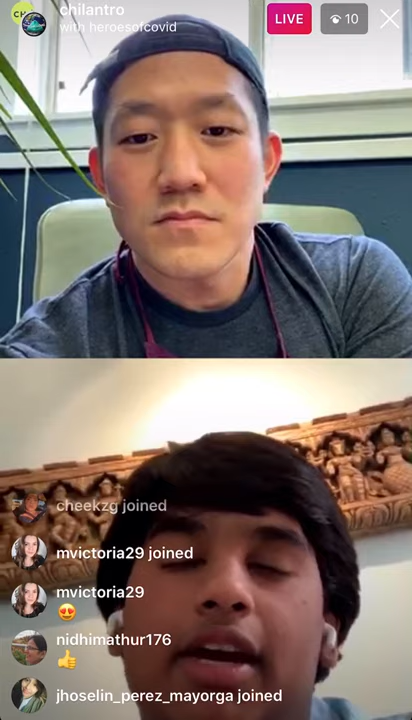 chilantro
with heroesofcovid
LIVE
10
cheekzg joined
mvictoria29 joined
mvictoria29
nidhimathur176
jhoselin_perez_mayorga joined